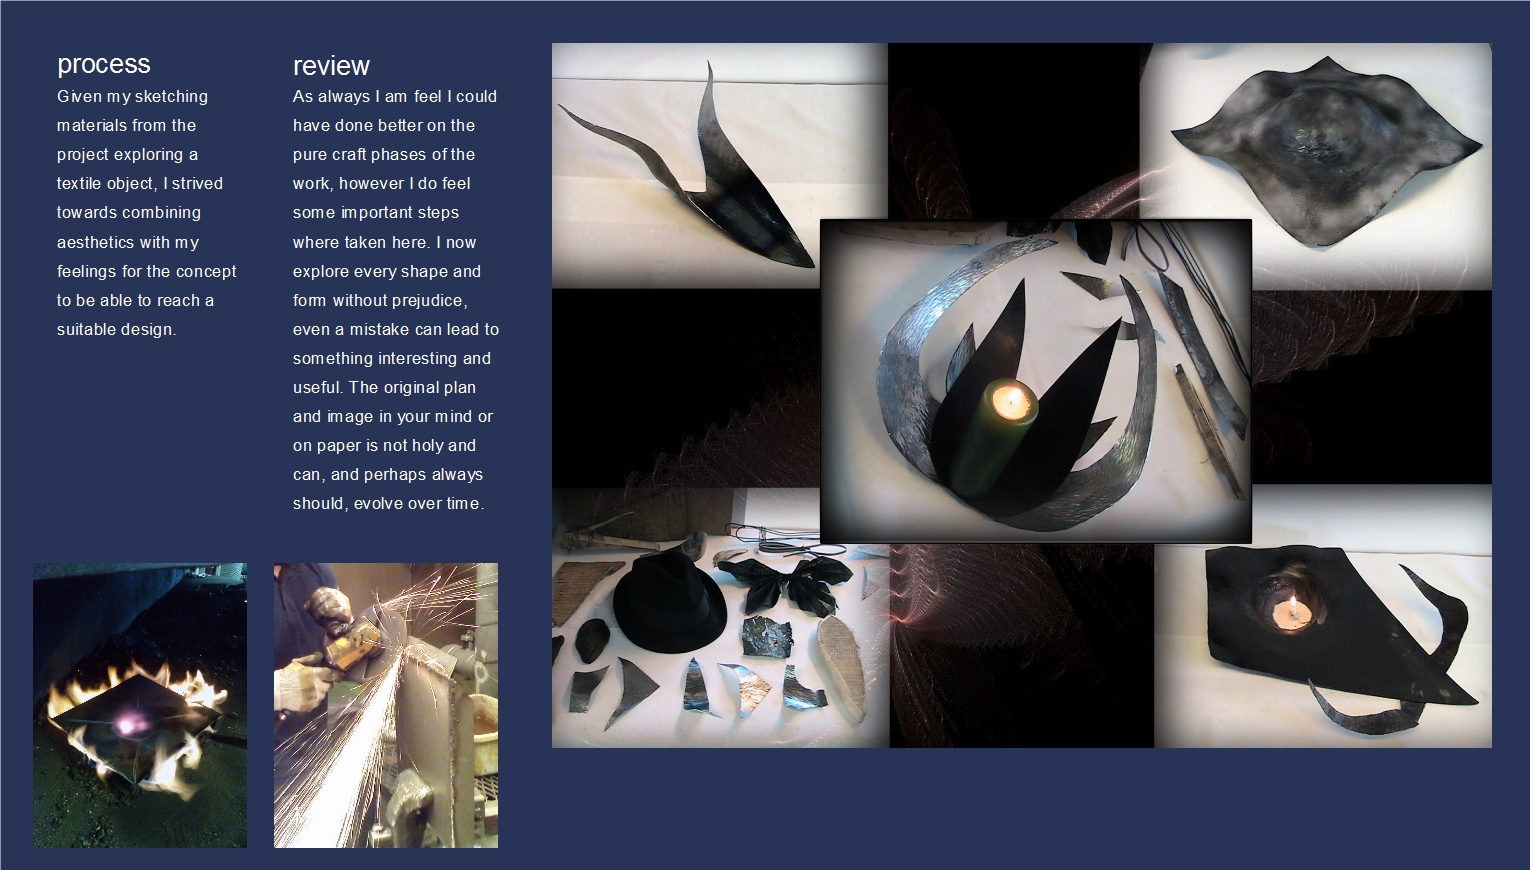 process
Given my sketching
materials from the
project exploring a
textile object, I strived
towards combining
aesthetics with my
feelings for the concept
to be able to reach a
suitable design.
review
As always I am feel I could
have done better on the
pure craft phases of the
work, however I do feel
some important steps
where taken here. I now
explore every shape and
form without prejudice,
even a mistake can lead to
something interesting and
useful. The original plan
and image in your mind or
on paper is not holy and
can, and perhaps always
should, evolve over time.